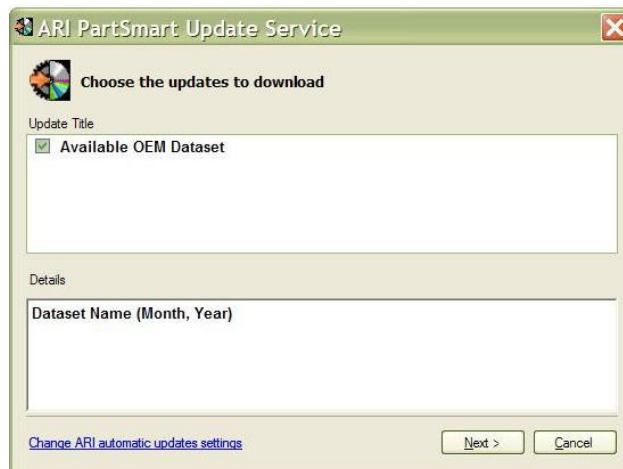 ARI PartSmart Update Service
Choose the updates to download
Update Title
Available OEM Dataset
Details
Dataset Name (Month, Year)
Change ARI automatic updates settings
Next >
Cancel